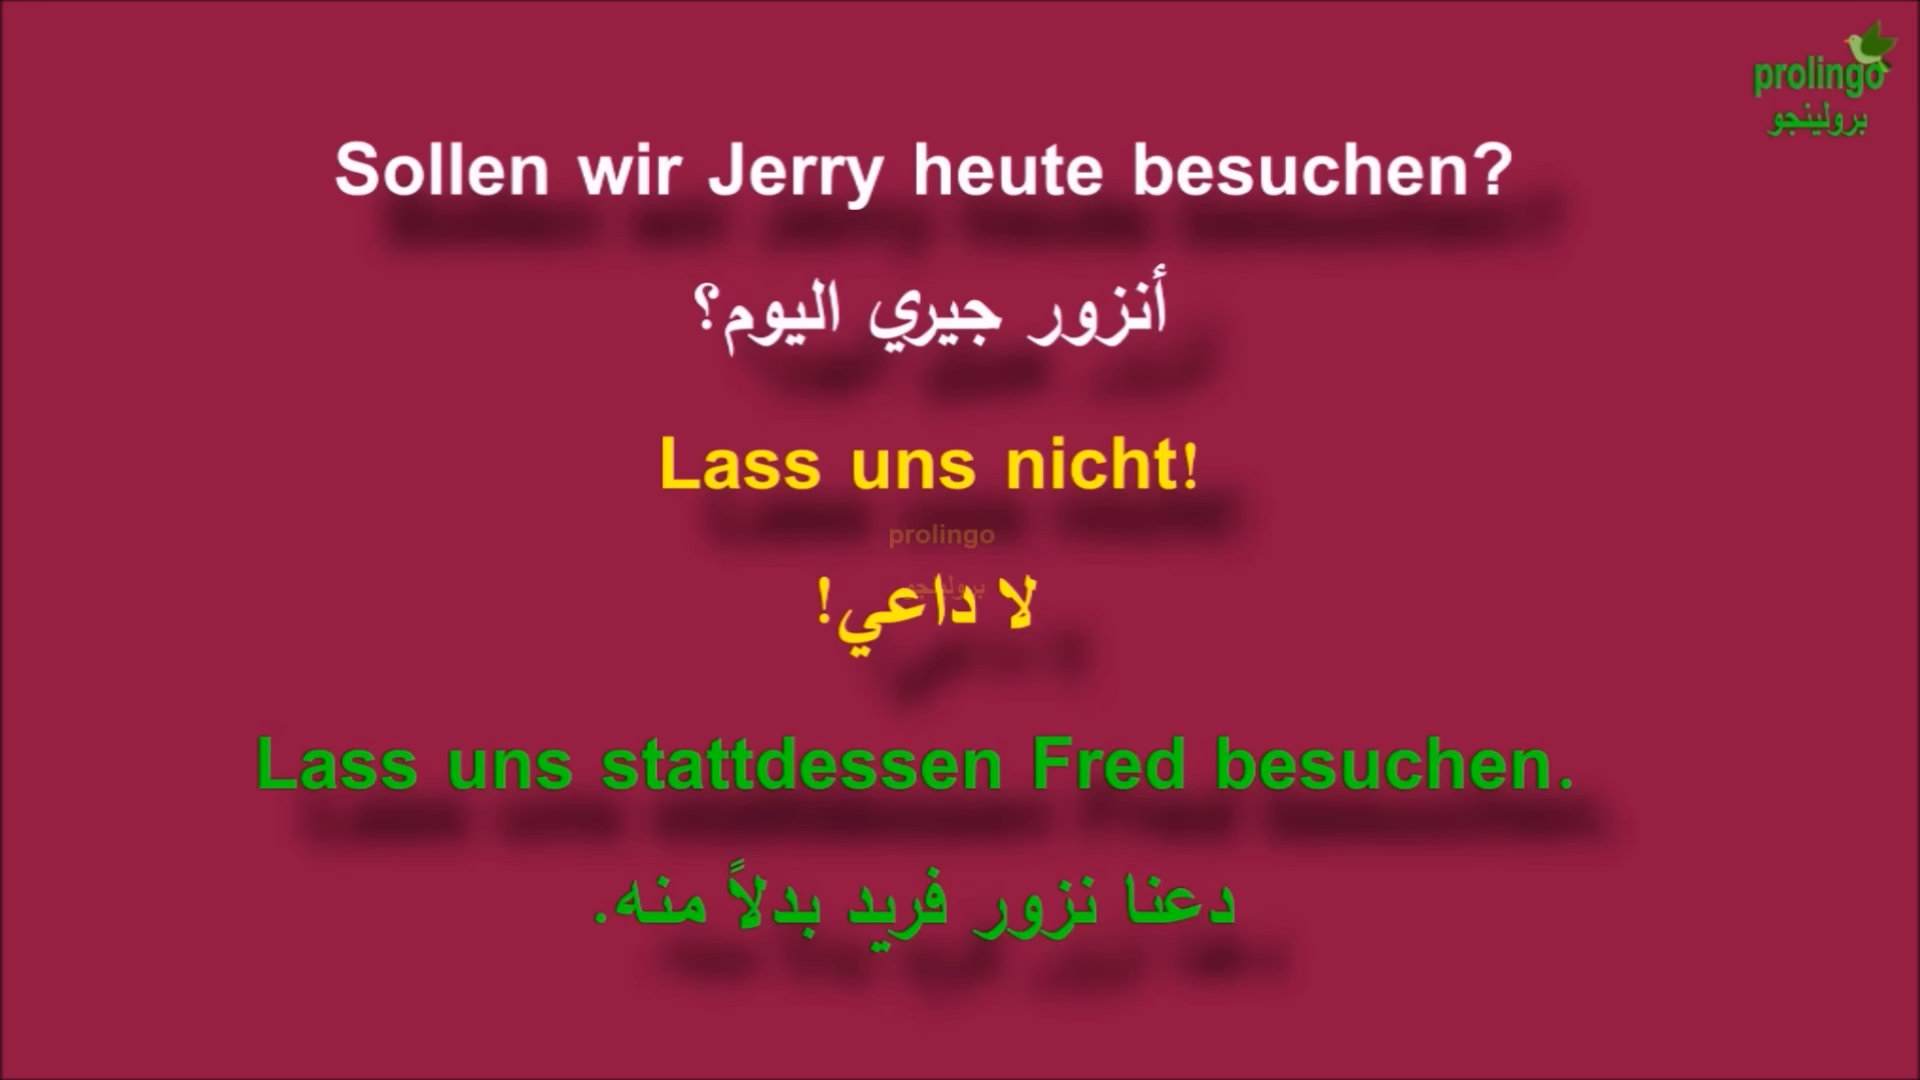 prolingo
برولينجو
Sollen wir Jerry heute besuchen?
أنزور جيري اليوم؟
Lass uns nicht!
prolingo
برولينجو
لا داعي!
Lass uns stattdessen Fred besuchen.
دعنا نزور فريد بدلاً منه.